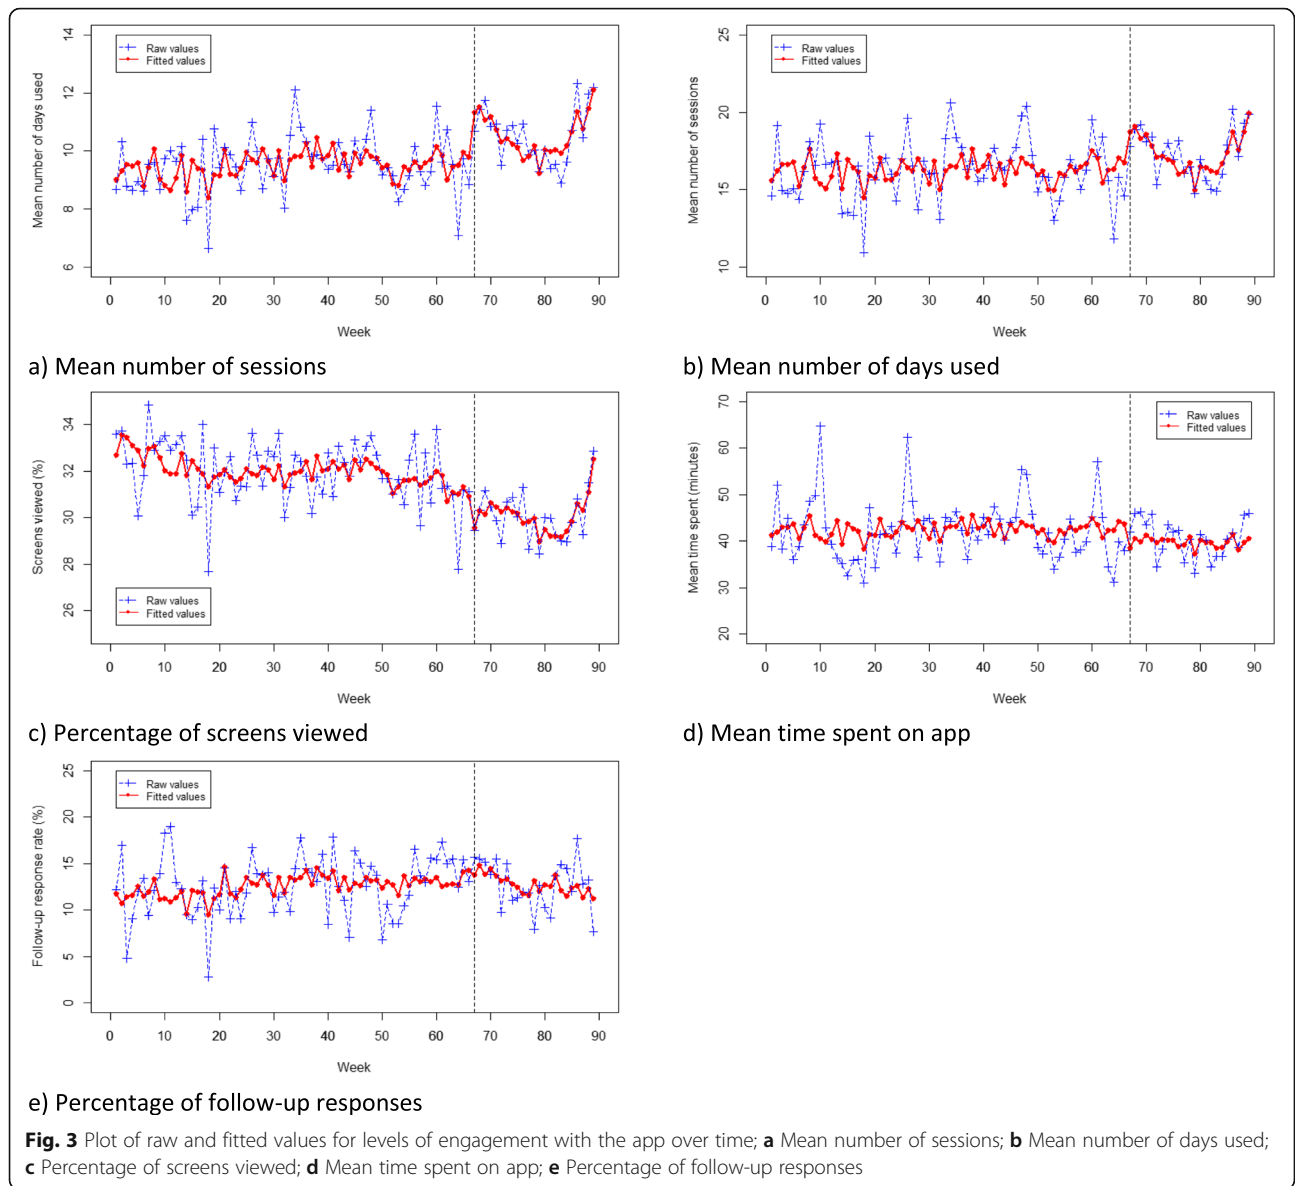 Mean number of days used
14
12
10
8
6
Raw values
Fitted values
0 10 20 30 40 50 60 70 80 90
Week
a) Mean number of sessions
Mean number of sessions
25
20
15
10
Raw values
Fitted values
0 10 20 30 40 50 60 70 80 90
Week
b) Mean number of days used
Screens viewed (%)
34
32
30
28
26
Raw values
Fitted values
0 10 20 30 40 50 60 70 80 90
Week
c) Percentage of screens viewed
Mean time spent (minutes)
70
60
50
40
30
20
Raw values
Fitted values
0 10 20 30 40 50 60 70 80 90
Week
d) Mean time spent on app
Follow-up response rate (%)
25
20
15
10
5
0
Raw values
Fitted values
0 10 20 30 40 50 60 70 80 90
Week
e) Percentage of follow-up responses
Fig. 3 Plot of raw and fitted values for levels of engagement with the app over time; a Mean number of sessions; b Mean number of days used;
c Percentage of screens viewed; d Mean time spent on app; e Percentage of follow-up responses